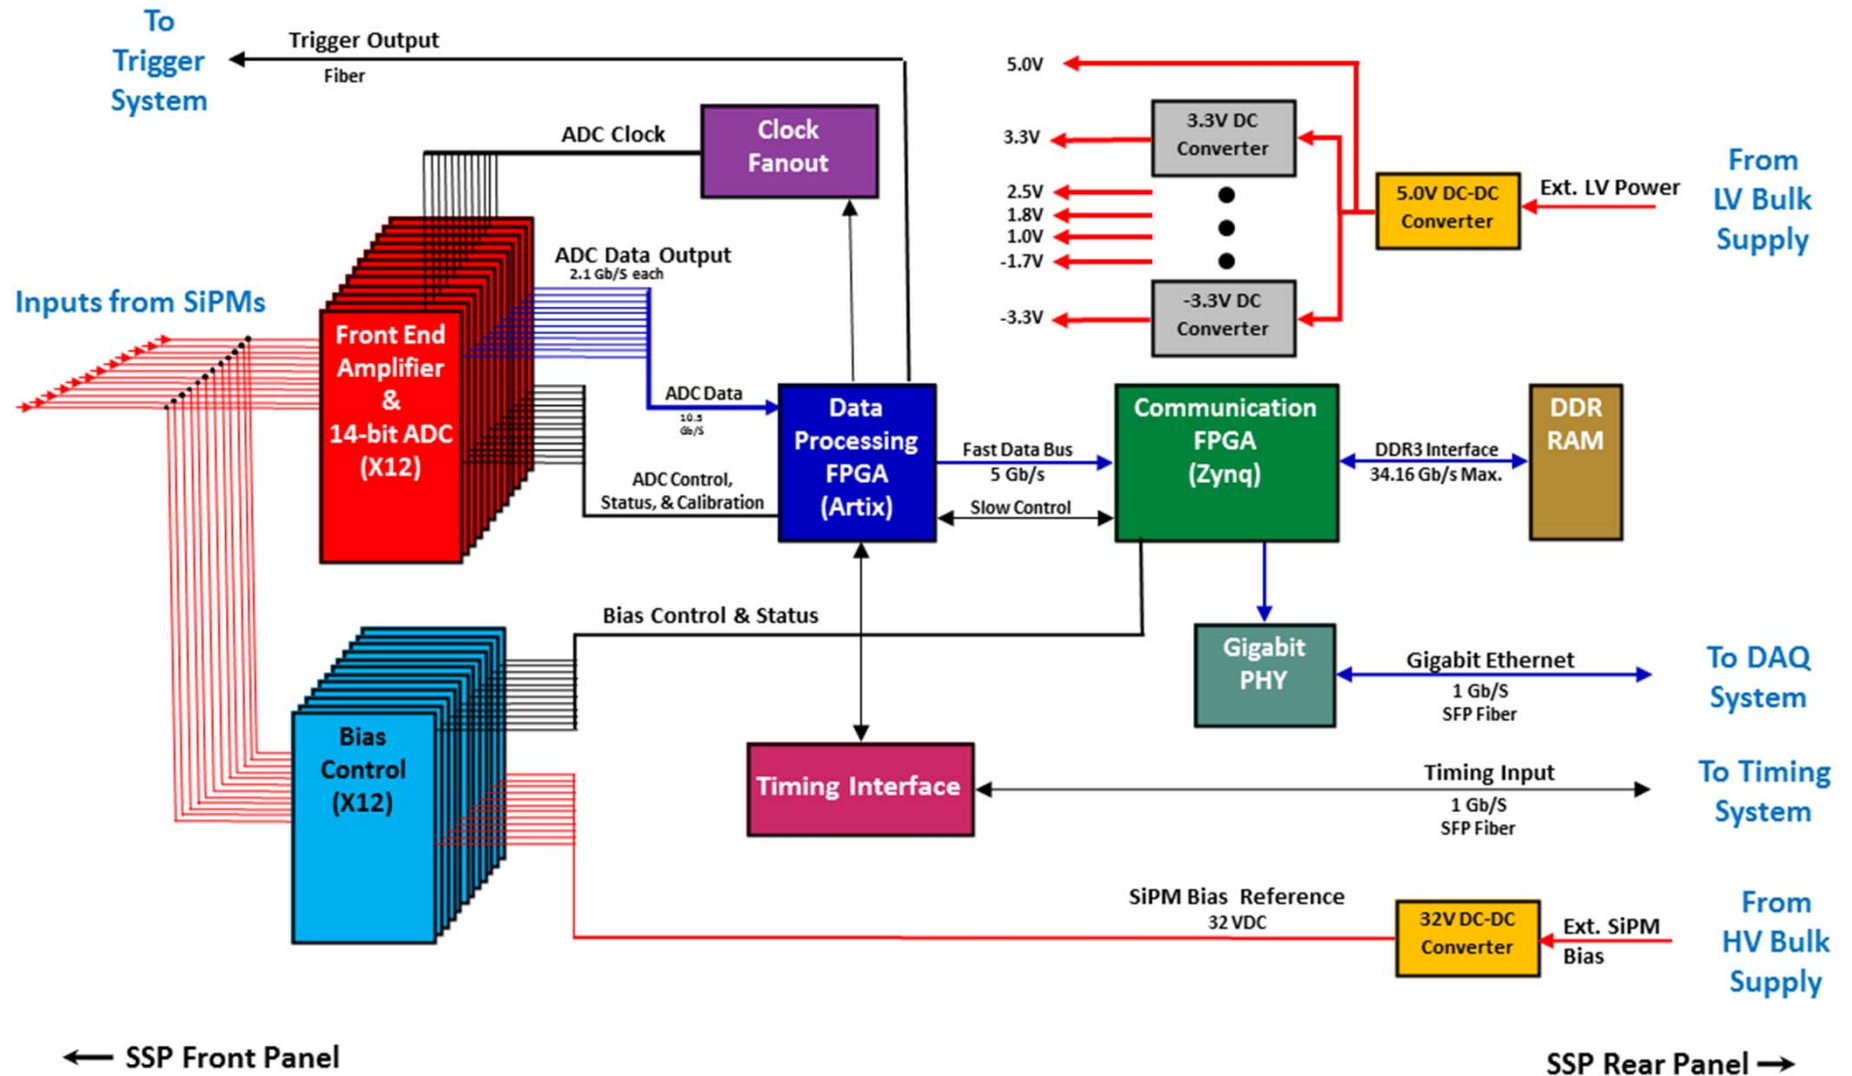 To
Trigger
System
Trigger Output
Fiber
ADC Clock
Clock
Fanout
5.0V
3.3V
2.5V
1.8V
1.0V
-1.7V
-3.3V
3.3V DC
Converter
-3.3V DC
Converter
5.0V DC-DC
Converter
Ext. LV Power
From
LV Bulk
Supply
ADC Data Output
2.1 Gb/S each
Inputs from SiPMs
Front End
Amplifier
&
14-bit ADC
(X12)
ADC Data
10.5
Gb/S
ADC Control,
Status, & Calibration
Data
Processing
FPGA
(Artix)
Fast Data Bus
5 Gb/s
Slow Control
Communication
FPGA
(Zynq)
DDR3 Interface
34.16 Gb/s Max.
DDR
RAM
Bias Control & Status
Gigabit
PHY
Gigabit Ethernet
1 Gb/S
SFP Fiber
To DAQ
System
Bias
Control
(X12)
Timing Interface
Timing Input
1 Gb/S
SFP Fiber
To Timing
System
SiPM Bias Reference
32 VDC
32V DC-DC
Converter
Ext. SiPM
Bias
From
HV Bulk
Supply
SSP Front Panel
SSP Rear Panel